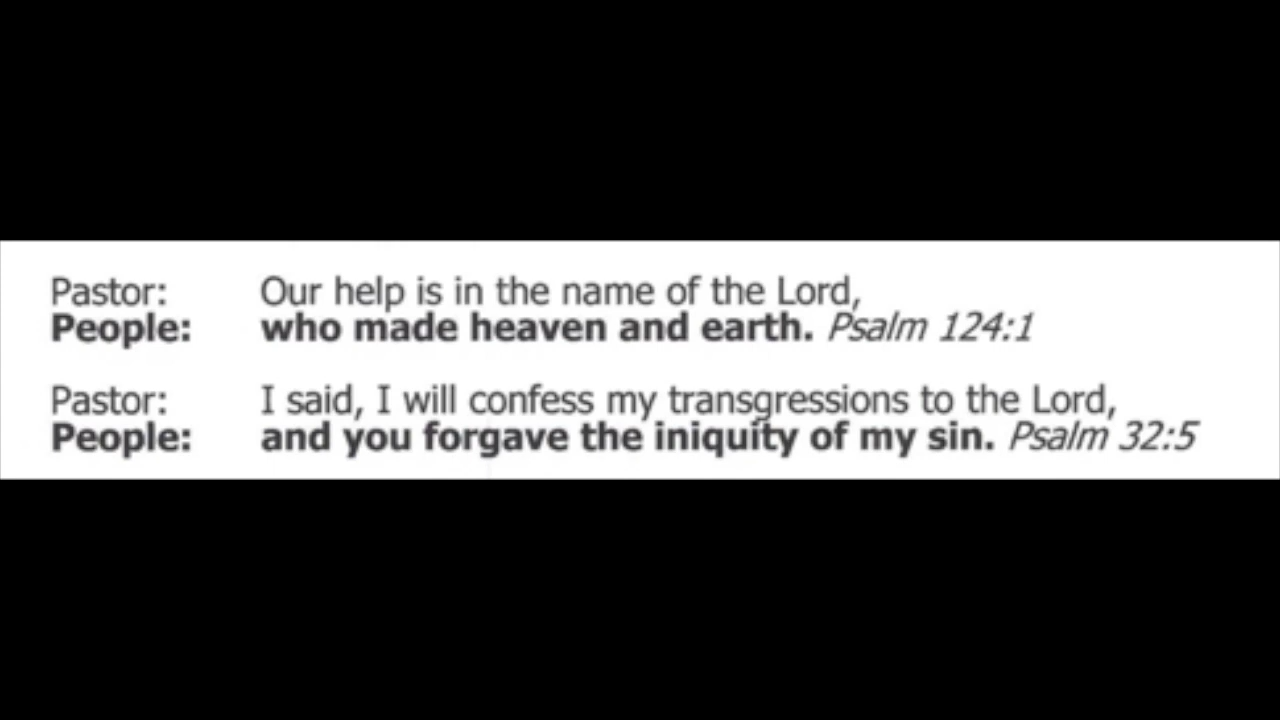 Pastor: Our help is in the name of the Lord,
People: who made heaven and earth. Psalm 124:1
Pastor: I said, I will confess my transgressions to the Lord,
People: and you forgave the iniquity of my sin. Psalm 32:5